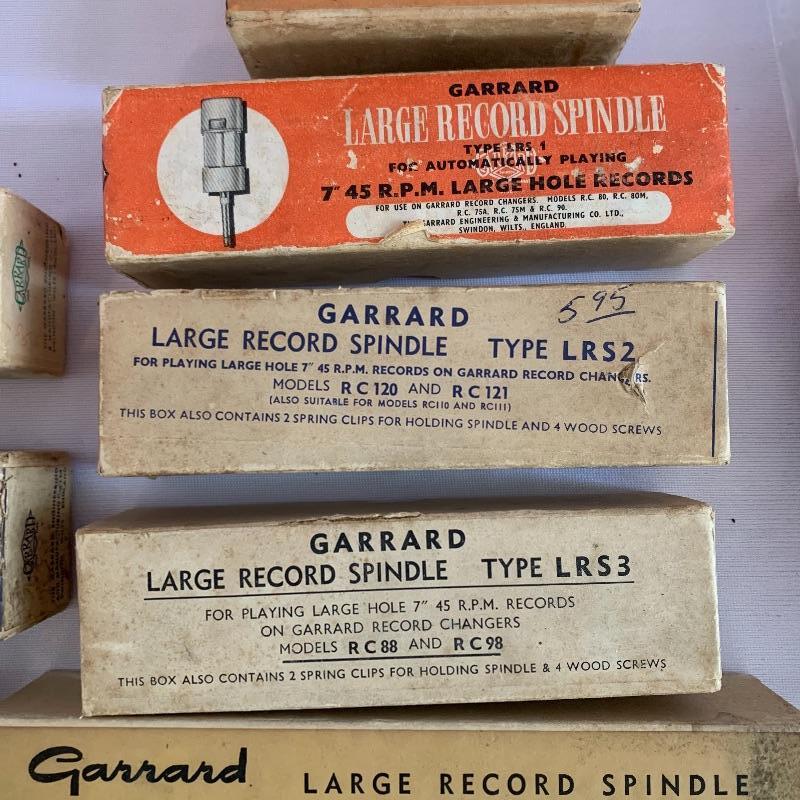 GARRARD
LARGE RECORD SPINDLE
TYPE LRS 1
FOR AUTOMATICALLY PLAYING
7" 45 R.P.M. LARGE HOLE RECORDS
FOR USE ON GARRARD RECORD CHANGERS. MODELS R.C. 80, R.C. 80M,
R.C. 75A, R.C. 75M & R.C. 90.
GARRARD ENGINEERING & MANUFACTURING CO. LTD.,
SWINDON, WILTS., ENGLAND.
GARRARD
5 95
LARGE RECORD SPINDLE TYPE LRS2
FOR PLAYING LARGE HOLE 7" 45 R.P.M. RECORDS ON GARRARD RECORD CHANGERS.
MODELS RC120 AND RC121
(ALSO SUITABLE FOR MODELS RC110 AND RC111)
THIS BOX ALSO CONTAINS 2 SPRING CLIPS FOR HOLDING SPINDLE AND 4 WOOD SCREWS
GARRARD
LARGE RECORD SPINDLE TYPE LRS3
FOR PLAYING LARGE HOLE 7" 45 R.P.M. RECORDS
ON GARRARD RECORD CHANGERS
MODELS RC88 AND RC98
THIS BOX ALSO CONTAINS 2 SPRING CLIPS FOR HOLDING SPINDLE & 4 WOOD SCREWS
Garrard LARGE RECORD SPINDLE
GARRARD
GARRARD